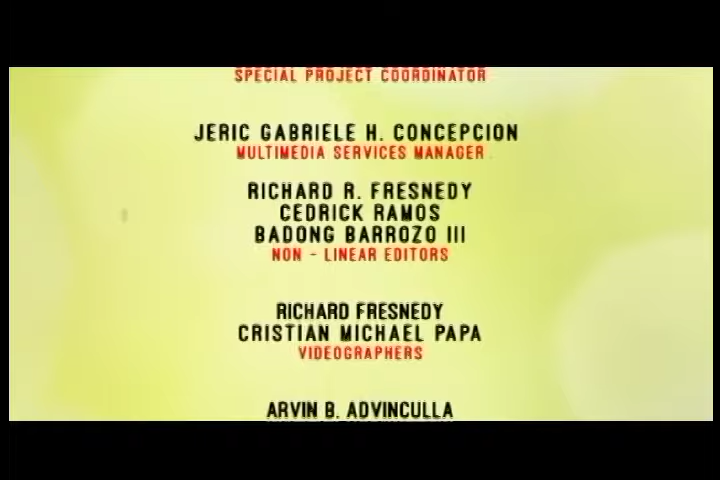 SPECIAL PROJECT COORDINATOR
JERIC GABRIELE H. CONCEPCION
MULTIMEDIA SERVICES MANAGER
RICHARD R. FRESNEDY
CEDRICK RAMOS
BADONG BARROZO III
NON - LINEAR EDITORS
RICHARD FRESNEDY
CRISTIAN MICHAEL PAPA
VIDEOGRAPHERS
ARVIN B. ADVINCULLA